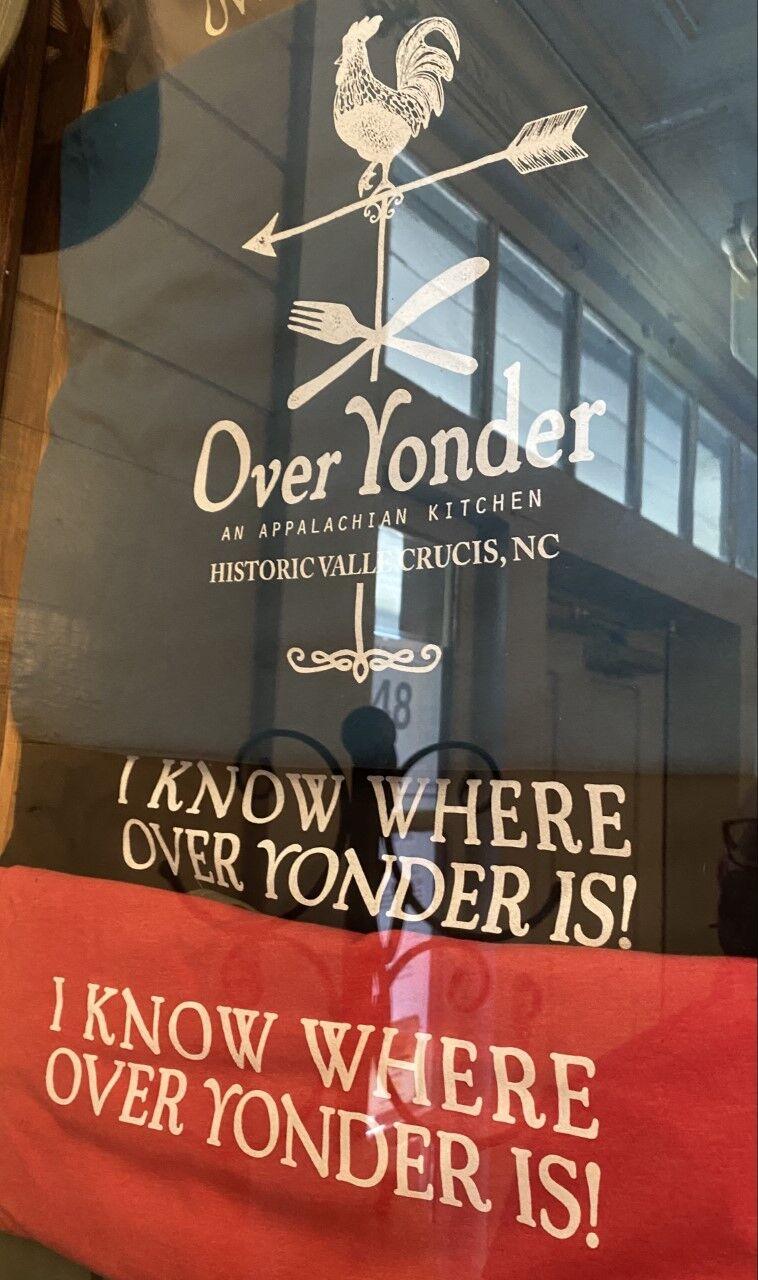 Over Yonder
AN APPALACHIAN KITCHEN
HISTORIC VALLE CRUCIS, NC
48
I KNOW WHERE
OVER YONDER IS!
I KNOW WHERE
OVER YONDER IS!